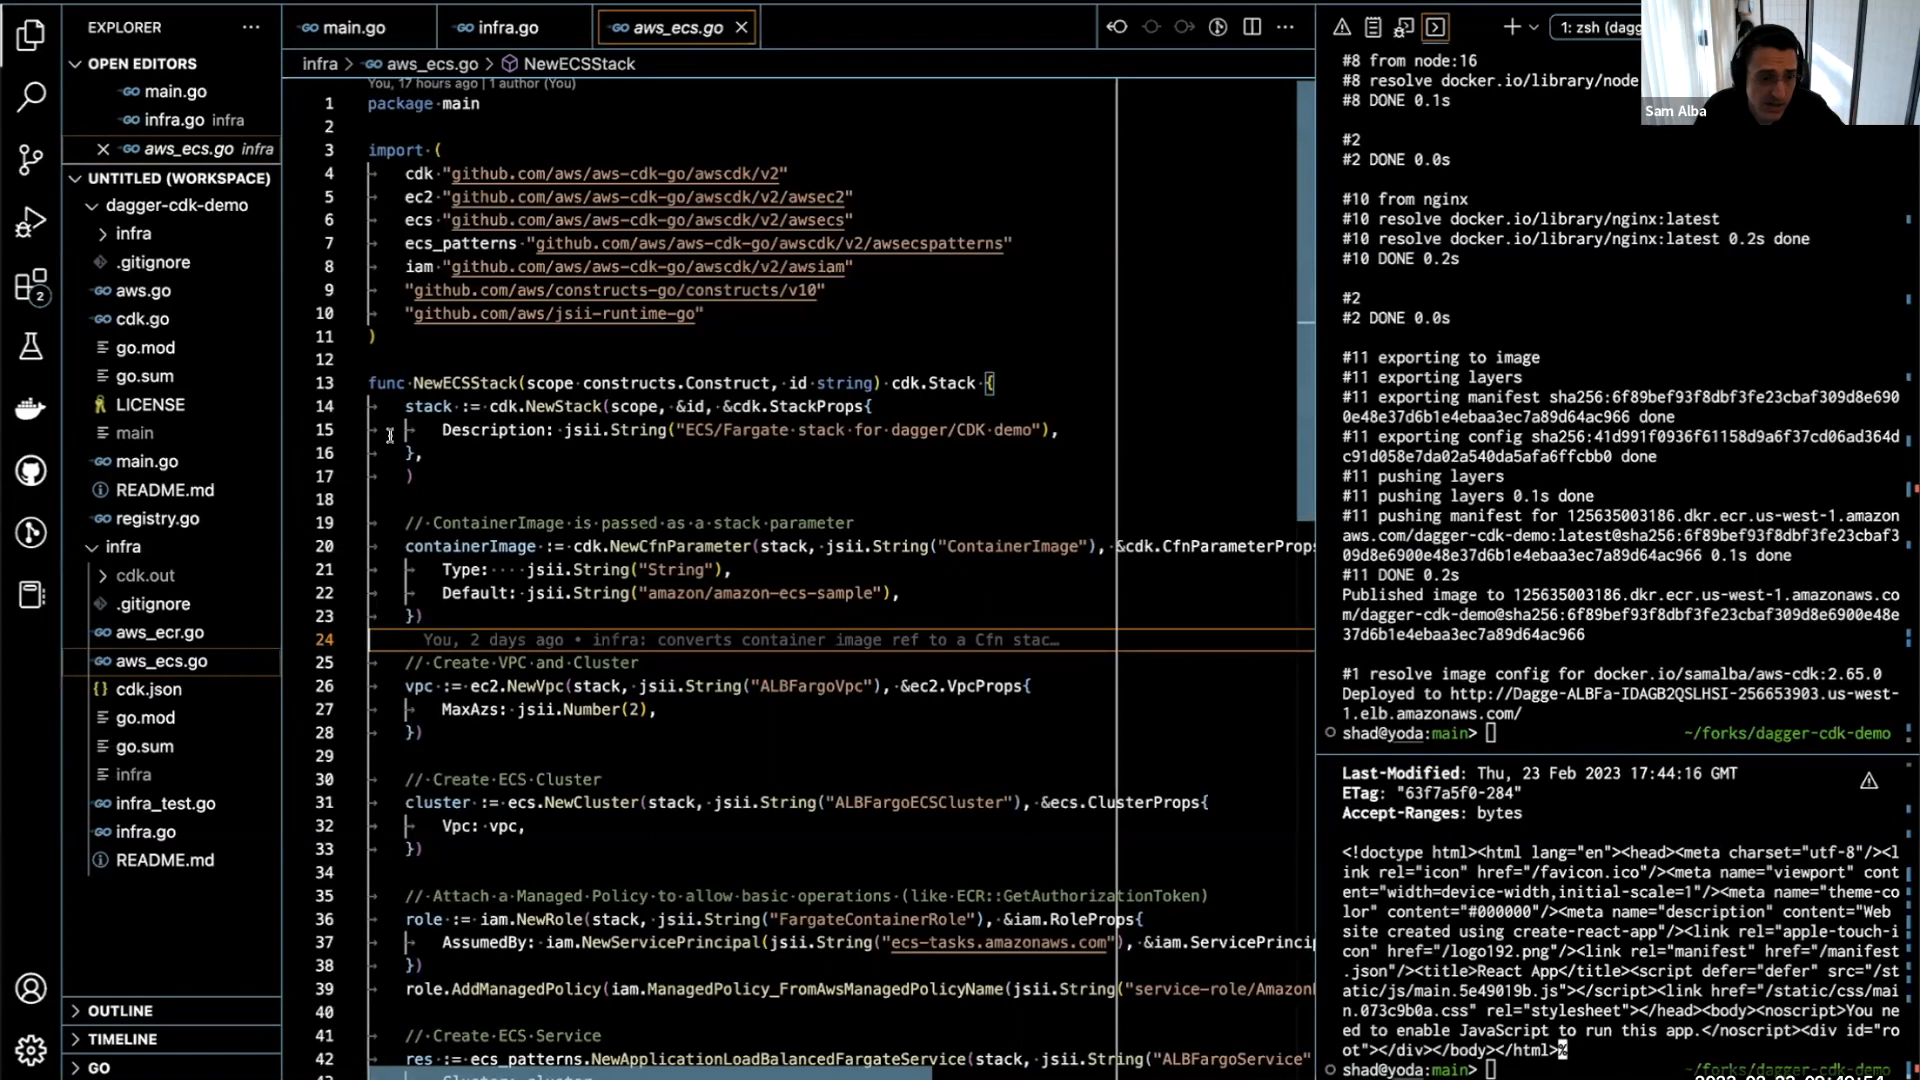 EXPLORER
OPEN EDITORS
main.go
infra.go infra
aws_ecs.go infra
UNTITLED (WORKSPACE)
dagger-cdk-demo
infra
.gitignore
aws.go
cdk.go
go.mod
go.sum
LICENSE
main
main.go
README.md
registry.go
infra
cdk.out
.gitignore
aws_ecr.go
aws_ecs.go
cdk.json
go.mod
go.sum
infra
infra_test.go
infra.go
README.md
OUTLINE
TIMELINE
GO
2
main.go
infra.go
aws_ecs.go
infra > aws_ecs.go > NewECSStack
You, 17 hours ago | 1 author (You)
1 package main
2
3 import (
4 cdk "github.com/aws/aws-cdk-go/awscdk/v2"
5 ec2 "github.com/aws/aws-cdk-go/awscdk/v2/awsec2"
6 ecs "github.com/aws/aws-cdk-go/awscdk/v2/awsecs"
7 ecs_patterns "github.com/aws/aws-cdk-go/awscdk/v2/awsecspatterns"
8 iam "github.com/aws/aws-cdk-go/awscdk/v2/awsiam"
9 "github.com/aws/constructs-go/constructs/v10"
10 "github.com/aws/jsii-runtime-go"
11 )
12
13 func NewECSStack(scope constructs.Construct, id string) cdk.Stack {
14 stack := cdk.NewStack(scope, &id, &cdk.StackProps{
15 Description: jsii.String("ECS/Fargate stack for dagger/CDK demo"),
16 },
17 )
18
19 // ContainerImage is passed as a stack parameter
20 containerImage := cdk.NewCfnParameter(stack, jsii.String("ContainerImage"), &cdk.CfnParameterProps
21 Type: jsii.String("String"),
22 Default: jsii.String("amazon/amazon-ecs-sample"),
23 })
24 You, 2 days ago • infra: converts container image ref to a Cfn stac…
25 // Create VPC and Cluster
26 vpc := ec2.NewVpc(stack, jsii.String("ALBFargoVpc"), &ec2.VpcProps{
27 MaxAzs: jsii.Number(2),
28 })
29
30 // Create ECS Cluster
31 cluster := ecs.NewCluster(stack, jsii.String("ALBFargoECSCluster"), &ecs.ClusterProps{
32 Vpc: vpc,
33 })
34
35 // Attach a Managed Policy to allow basic operations (like ECR::GetAuthorizationToken)
36 role := iam.NewRole(stack, jsii.String("FargateContainerRole"), &iam.RoleProps{
37 AssumedBy: iam.NewServicePrincipal(jsii.String("ecs-tasks.amazonaws.com"), &iam.ServicePrinci
38 })
39 role.AddManagedPolicy(iam.ManagedPolicy_FromAwsManagedPolicyName(jsii.String("service-role/Amazon
40
41 // Create ECS Service
42 res := ecs_patterns.NewApplicationLoadBalancedFargateService(stack, jsii.String("ALBFargoService"
1: zsh (dagg
Sam Alba
#8 from node:16
#8 resolve docker.io/library/node
#8 DONE 0.1s
#2
#2 DONE 0.0s
#10 from nginx
#10 resolve docker.io/library/nginx:latest
#10 resolve docker.io/library/nginx:latest 0.2s done
#10 DONE 0.2s
#2
#2 DONE 0.0s
#11 exporting to image
#11 exporting layers
#11 exporting manifest sha256:6f89bef93f8dbf3fe23cbaf309d8e690
0e48e37d6b1e4ebaa3ec7a89d64ac966 done
#11 exporting config sha256:41d991f0936f61158d9a6f37cd06ad364d
c91d058e7da02a540da5afa6ffcbb0 done
#11 pushing layers
#11 pushing layers 0.1s done
#11 pushing manifest for 125635003186.dkr.ecr.us-west-1.amazon
aws.com/dagger-cdk-demo:latest@sha256:6f89bef93f8dbf3fe23cbaf3
09d8e6900e48e37d6b1e4ebaa3ec7a89d64ac966 0.1s done
#11 DONE 0.2s
Published image to 125635003186.dkr.ecr.us-west-1.amazonaws.co
m/dagger-cdk-demo@sha256:6f89bef93f8dbf3fe23cbaf309d8e6900e48e
37d6b1e4ebaa3ec7a89d64ac966
#1 resolve image config for docker.io/samalba/aws-cdk:2.65.0
Deployed to http://Dagge-ALBFa-IDAGB2QSLHSI-256653903.us-west-
1.elb.amazonaws.com/
shad@yoda:main> ~/forks/dagger-cdk-demo
Last-Modified: Thu, 23 Feb 2023 17:44:16 GMT
ETag: "63f7a5f0-284"
Accept-Ranges: bytes
<!doctype html><html lang="en"><head><meta charset="utf-8"/><l
ink rel="icon" href="/favicon.ico"/><meta name="viewport" cont
ent="width=device-width,initial-scale=1"/><meta name="theme-co
lor" content="#000000"/><meta name="description" content="Web
site created using create-react-app"/><link rel="apple-touch-i
con" href="/logo192.png"/><link rel="manifest" href="/manifest
.json"/><title>React App</title><script defer="defer" src="/st
atic/js/main.5e49019b.js"></script><link href="/static/css/mai
n.073c9b0a.css" rel="stylesheet"></head><body><noscript>You ne
ed to enable JavaScript to run this app.</noscript><div id="ro
ot"></div></body></html>%
shad@yoda:main> ~/forks/dagger-cdk-demo